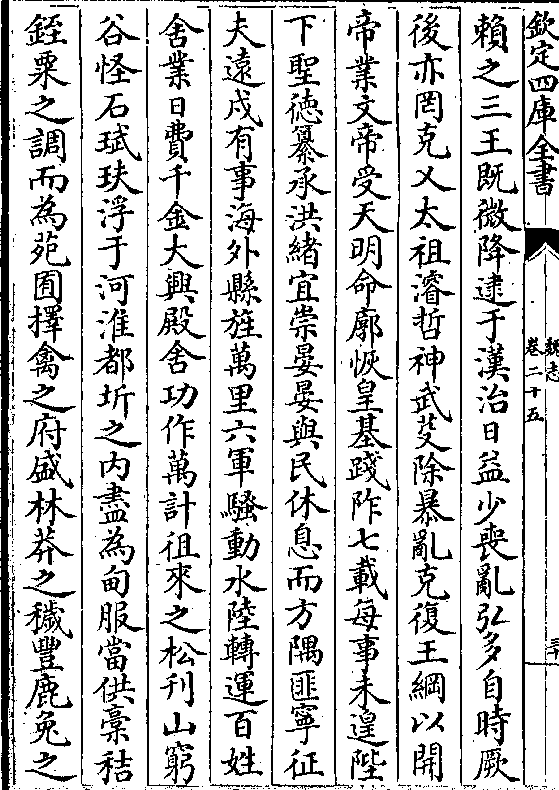 欽定四庫全書
魏志
卷二十五
三十
賴之三王既微降逮于漢治日益少喪亂弘多自時厥
後亦罔克乂太祖濬哲神武芟除暴亂克復王綱以開
帝業文帝受天明命廓恢皇基踐阼七載每事未遑陛
下聖徳纂承洪緒宜崇晏晏與民休息而方隅匪寧征
夫遠戍有事海外縣旌萬里六軍騷動水陸轉運百姓
舍業日費千金大興殿舍功作萬計徂來之松刋山窮
谷怪石珷玞浮于河淮都圻之内盡為甸服當供稾秸
銍粟之調而為苑囿擇禽之府盛林莽之穢豐鹿兔之